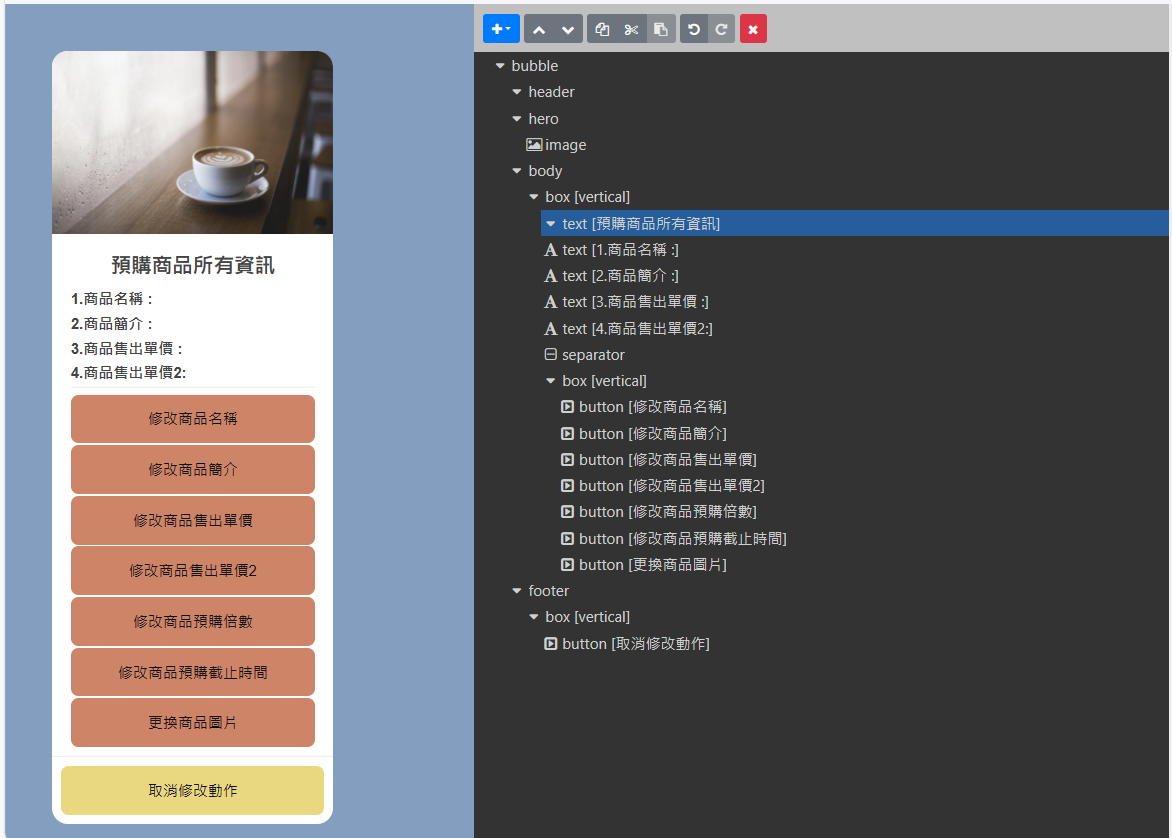 預購商品所有資訊
1.商品名稱 :
2.商品簡介 :
3.商品售出單價 :
4.商品售出單價2:
修改商品名稱
修改商品簡介
修改商品售出單價
修改商品售出單價2
修改商品預購倍數
修改商品預購截止時間
更換商品圖片
取消修改動作
bubble
header
hero
image
body
box [vertical]
text [預購商品所有資訊]
text [1.商品名稱 :]
text [2.商品簡介 :]
text [3.商品售出單價 :]
text [4.商品售出單價2:]
separator
box [vertical]
button [修改商品名稱]
button [修改商品簡介]
button [修改商品售出單價]
button [修改商品售出單價2]
button [修改商品預購倍數]
button [修改商品預購截止時間]
button [更換商品圖片]
footer
box [vertical]
button [取消修改動作]